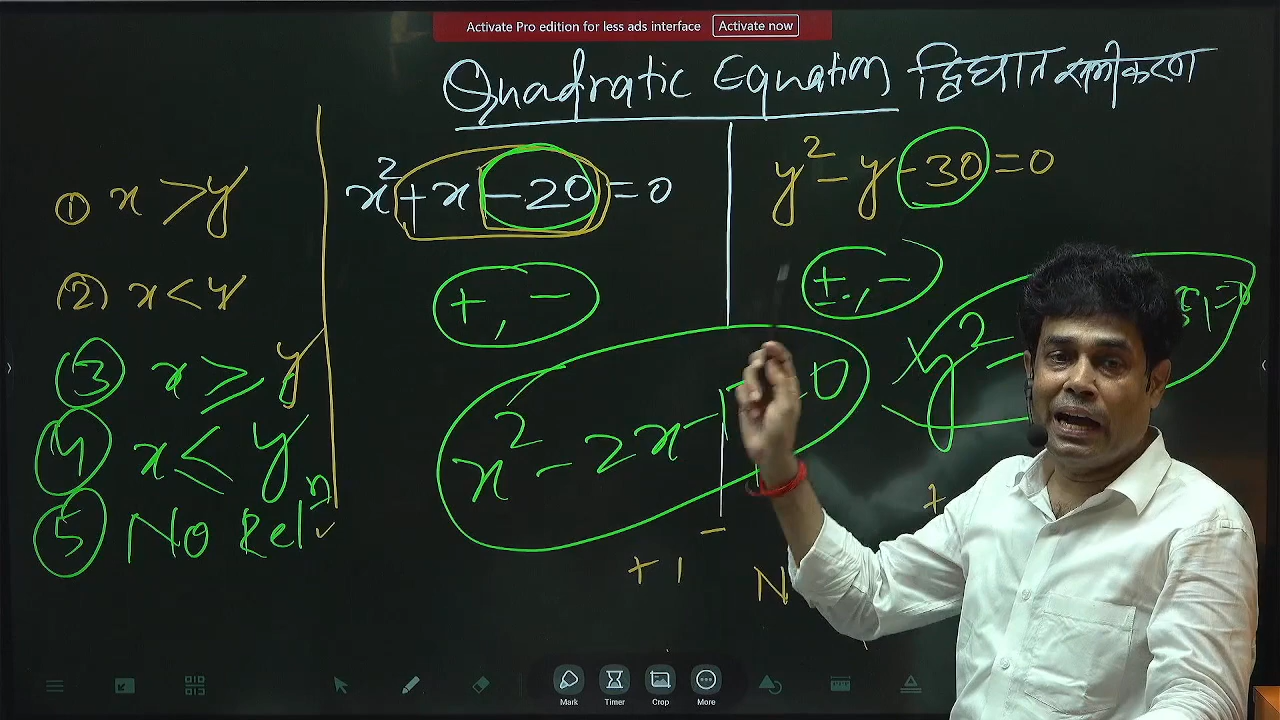 Activate Pro edition for less ads interface Activate now
Quadratic Equation द्विघात समीकरण
x² + x - 20 = 0
y² - y - 30 = 0
① x > y
(2) x < y
③ x ≥ y
④ x < y
⑤ No Relⁿ
+, -
±, -
x² - 2x -
y² =
-
+ 1
+
N
Mark Timer Crop More